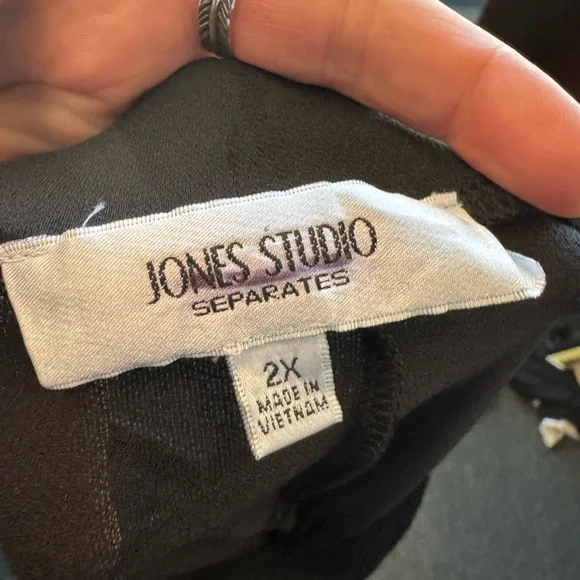 JONES STUDIO
SEPARATES
2X
MADE IN
VIETNAM